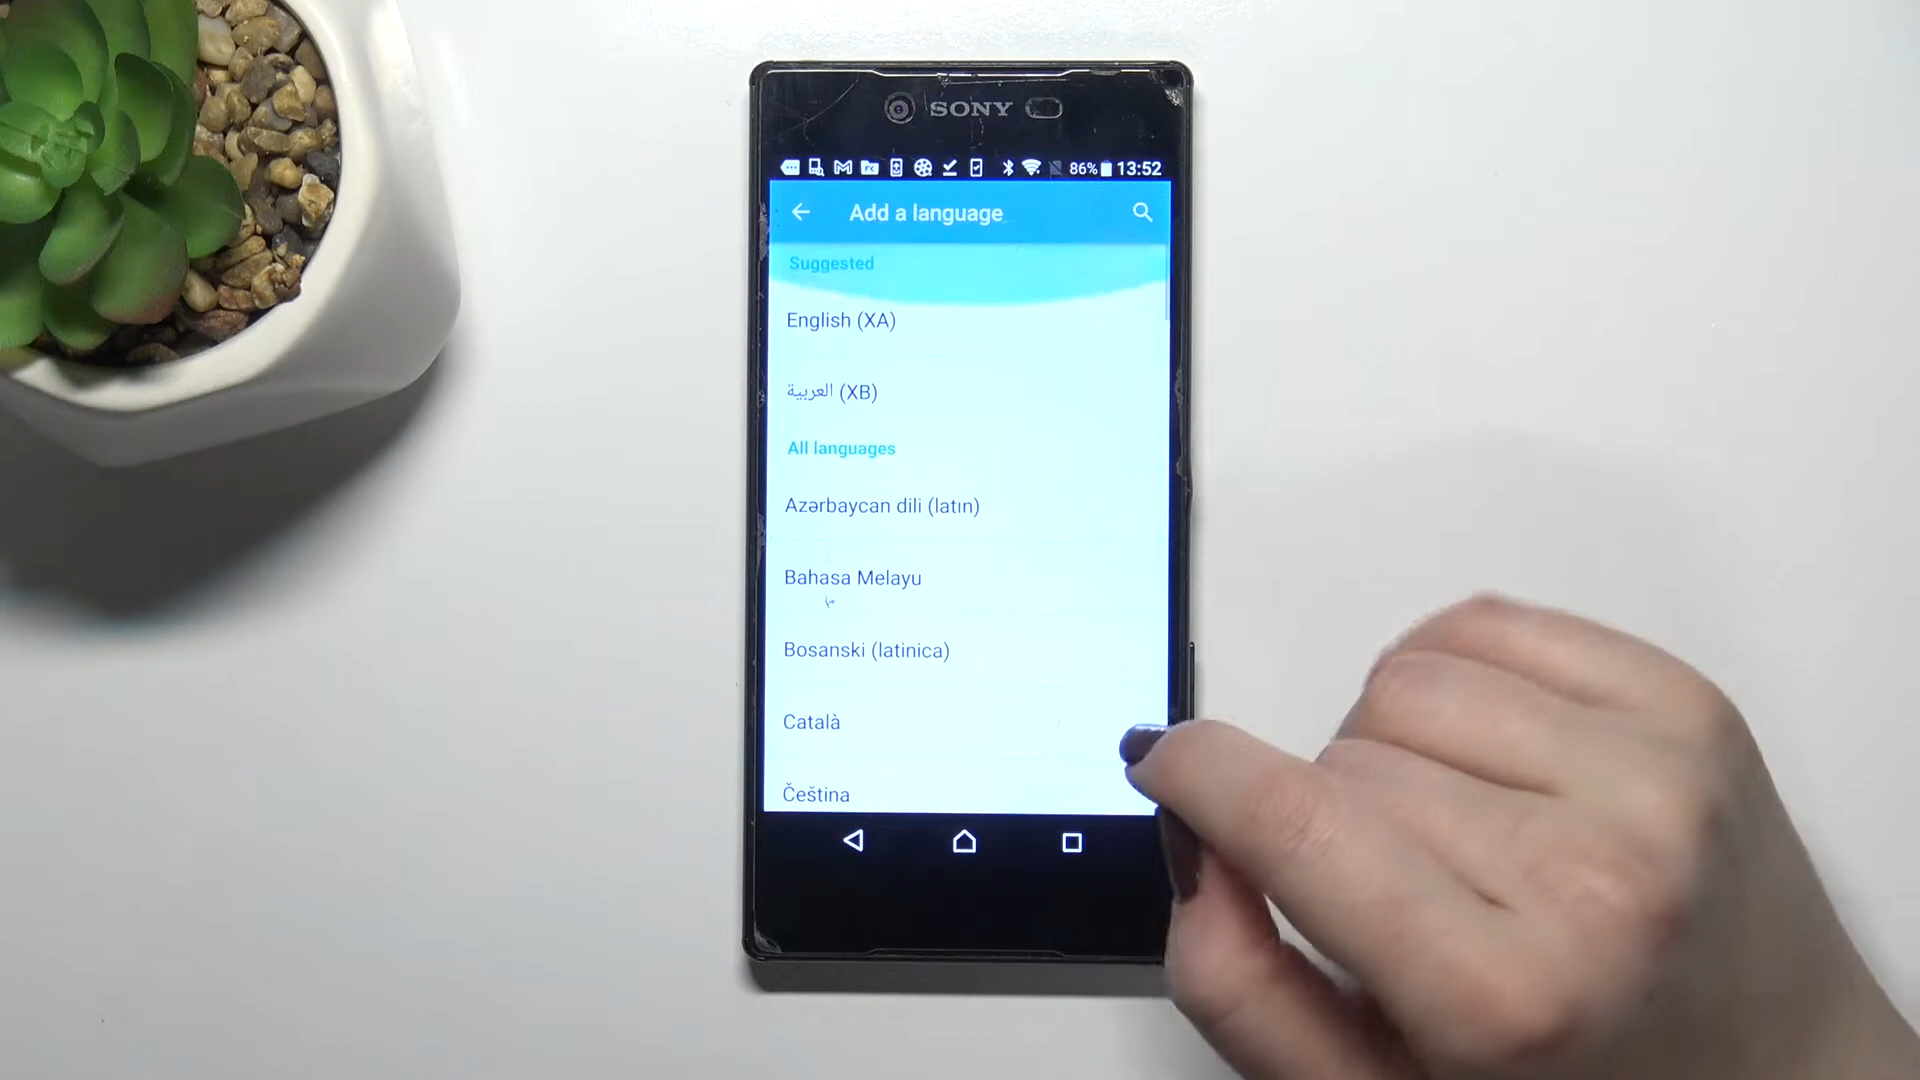 SONY
86% 13:52
Add a language
Suggested
English (XA)
العربية (XB)
All languages
Azərbaycan dili (latın)
Bahasa Melayu
Bosanski (latinica)
Català
Čeština